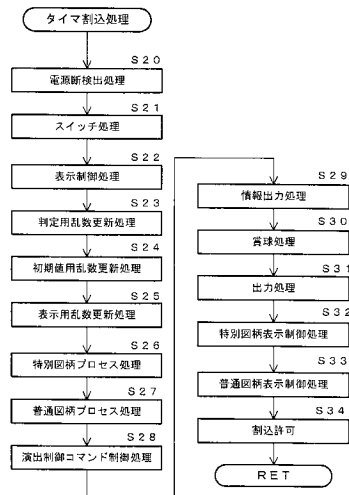 タイマ割込処理
S20
電源断検出処理
S21
スイッチ処理
S22
表示制御処理
S23
判定用乱数更新処理
S24
初期値用乱数更新処理
S25
表示用乱数更新処理
S26
特別図柄プロセス処理
S27
普通図柄プロセス処理
S28
演出制御コマンド制御処理
S29
情報出力処理
S30
賞球処理
S31
出力処理
S32
特別図柄表示制御処理
S33
普通図柄表示制御処理
S34
割込許可
RET